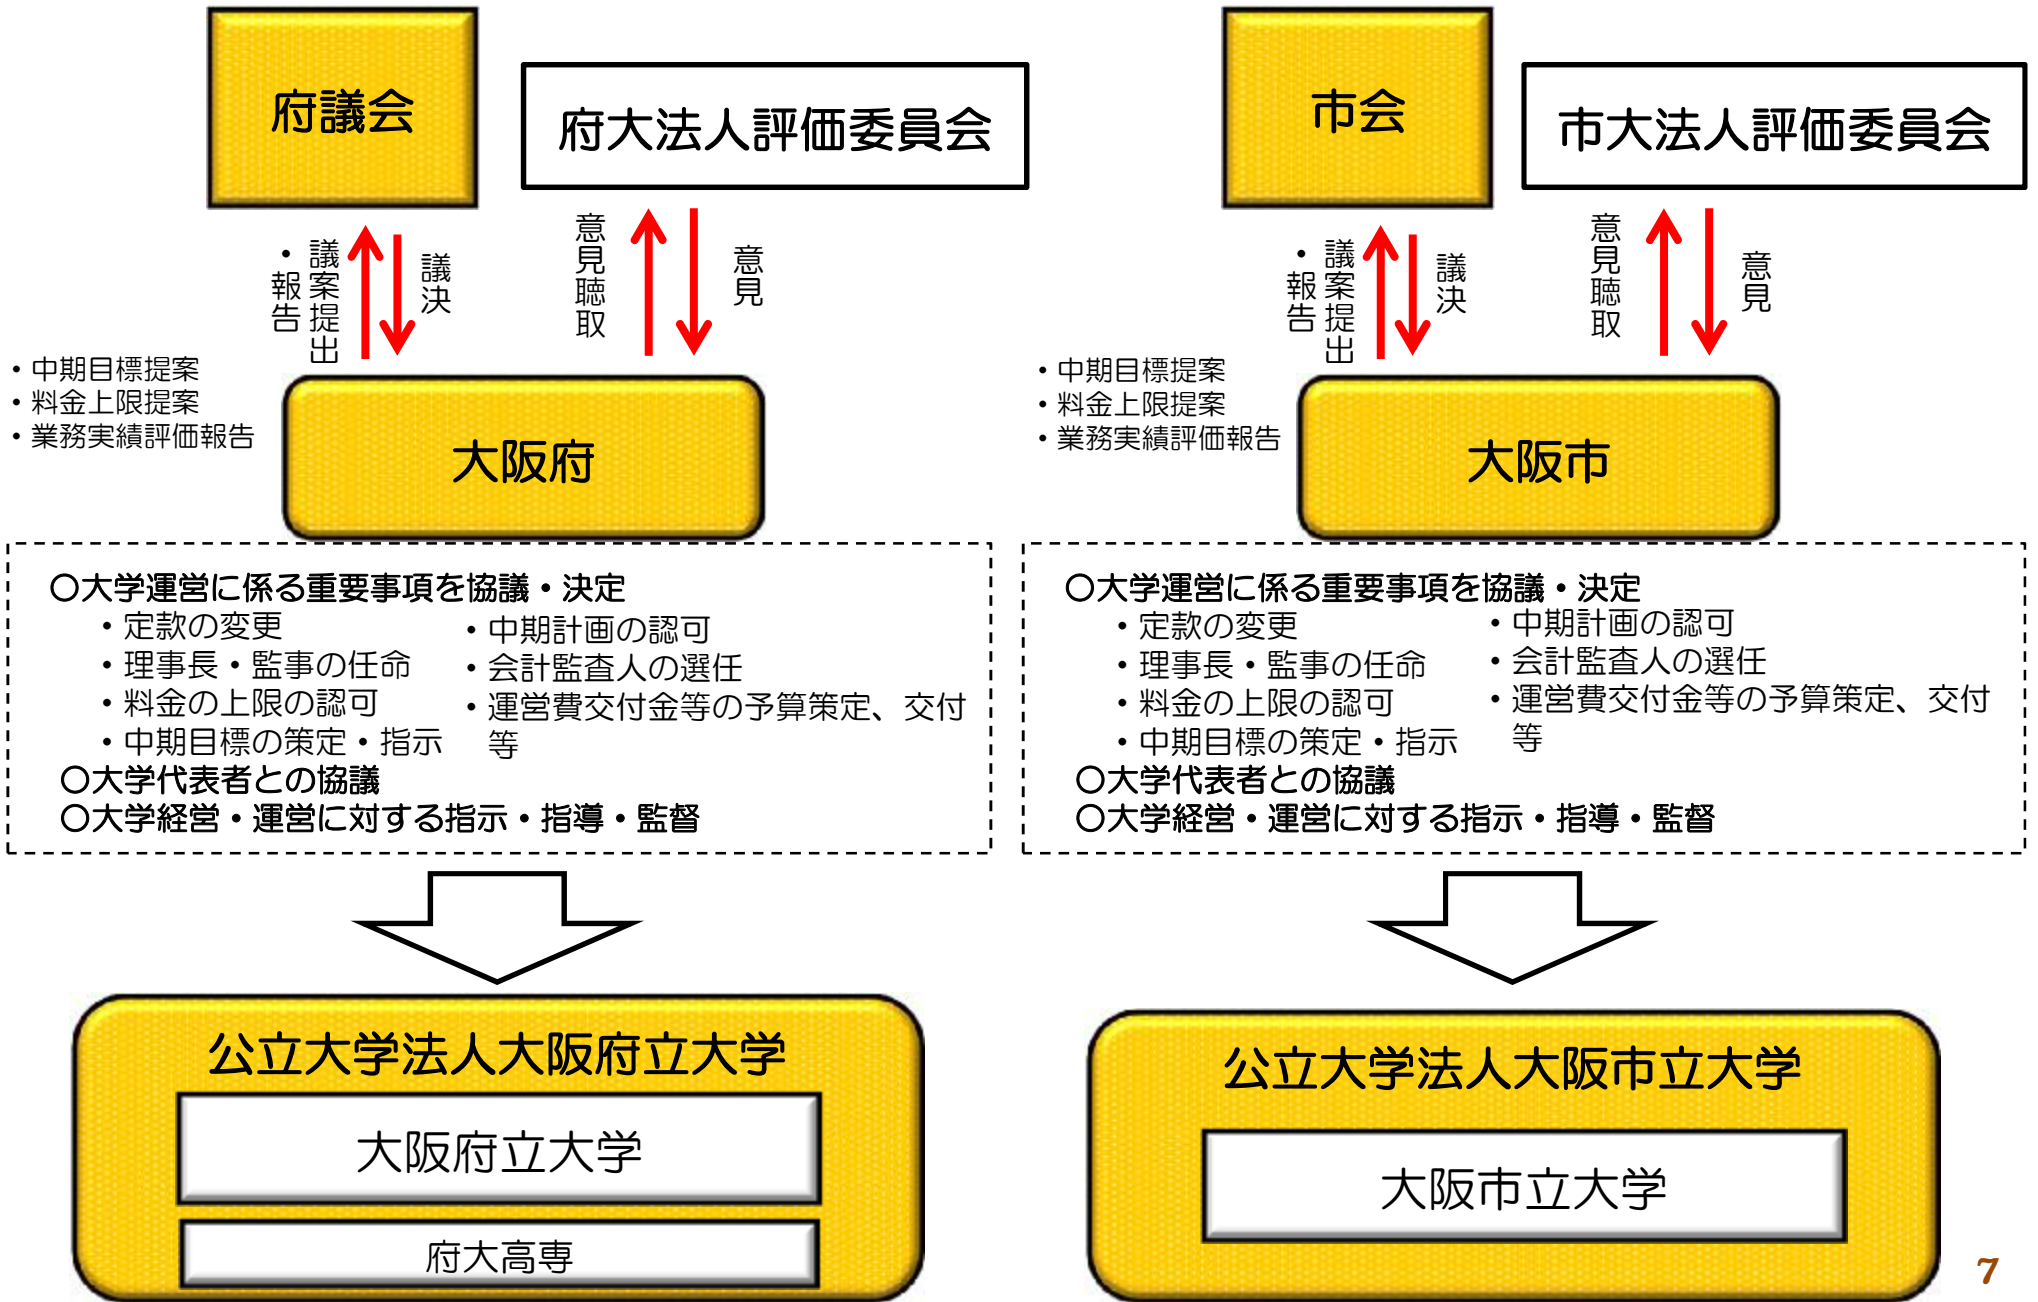 府議会
府大法人評価委員会
議案提出
・報告
議決
意見聴取
意見
・中期目標提案
・料金上限提案
・業務実績評価報告
大阪府
〇大学運営に係る重要事項を協議・決定
・定款の変更
・理事長・監事の任命
・料金の上限の認可
・中期目標の策定・指示
・中期計画の認可
・会計監査人の選任
・運営費交付金等の予算策定、交付
等
〇大学代表者との協議
〇大学経営・運営に対する指示・指導・監督
公立大学法人大阪府立大学
大阪府立大学
府大高専
市会
市大法人評価委員会
議案提出
・報告
議決
意見聴取
意見
・中期目標提案
・料金上限提案
・業務実績評価報告
大阪市
〇大学運営に係る重要事項を協議・決定
・定款の変更
・理事長・監事の任命
・料金の上限の認可
・中期目標の策定・指示
・中期計画の認可
・会計監査人の選任
・運営費交付金等の予算策定、交付
等
〇大学代表者との協議
〇大学経営・運営に対する指示・指導・監督
公立大学法人大阪市立大学
大阪市立大学
7